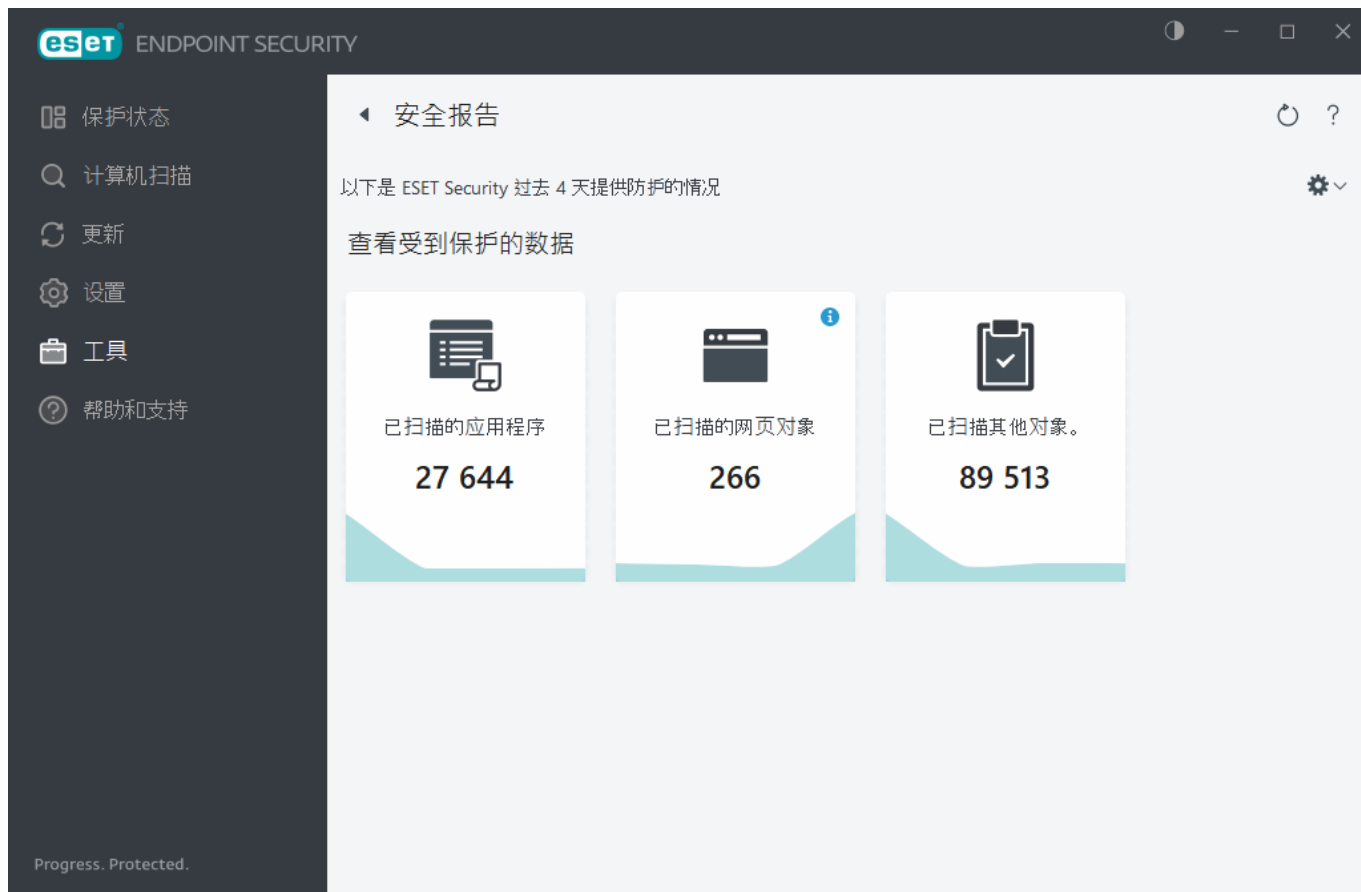 eset ENDPOINT SECURITY
保护状态
计算机扫描
更新
设置
工具
帮助和支持
Progress. Protected.
安全报告
?
以下是 ESET Security 过去 4 天提供防护的情况
查看受到保护的数据
已扫描的应用程序
27 644
已扫描的网页对象
266
已扫描其他对象。
89 513